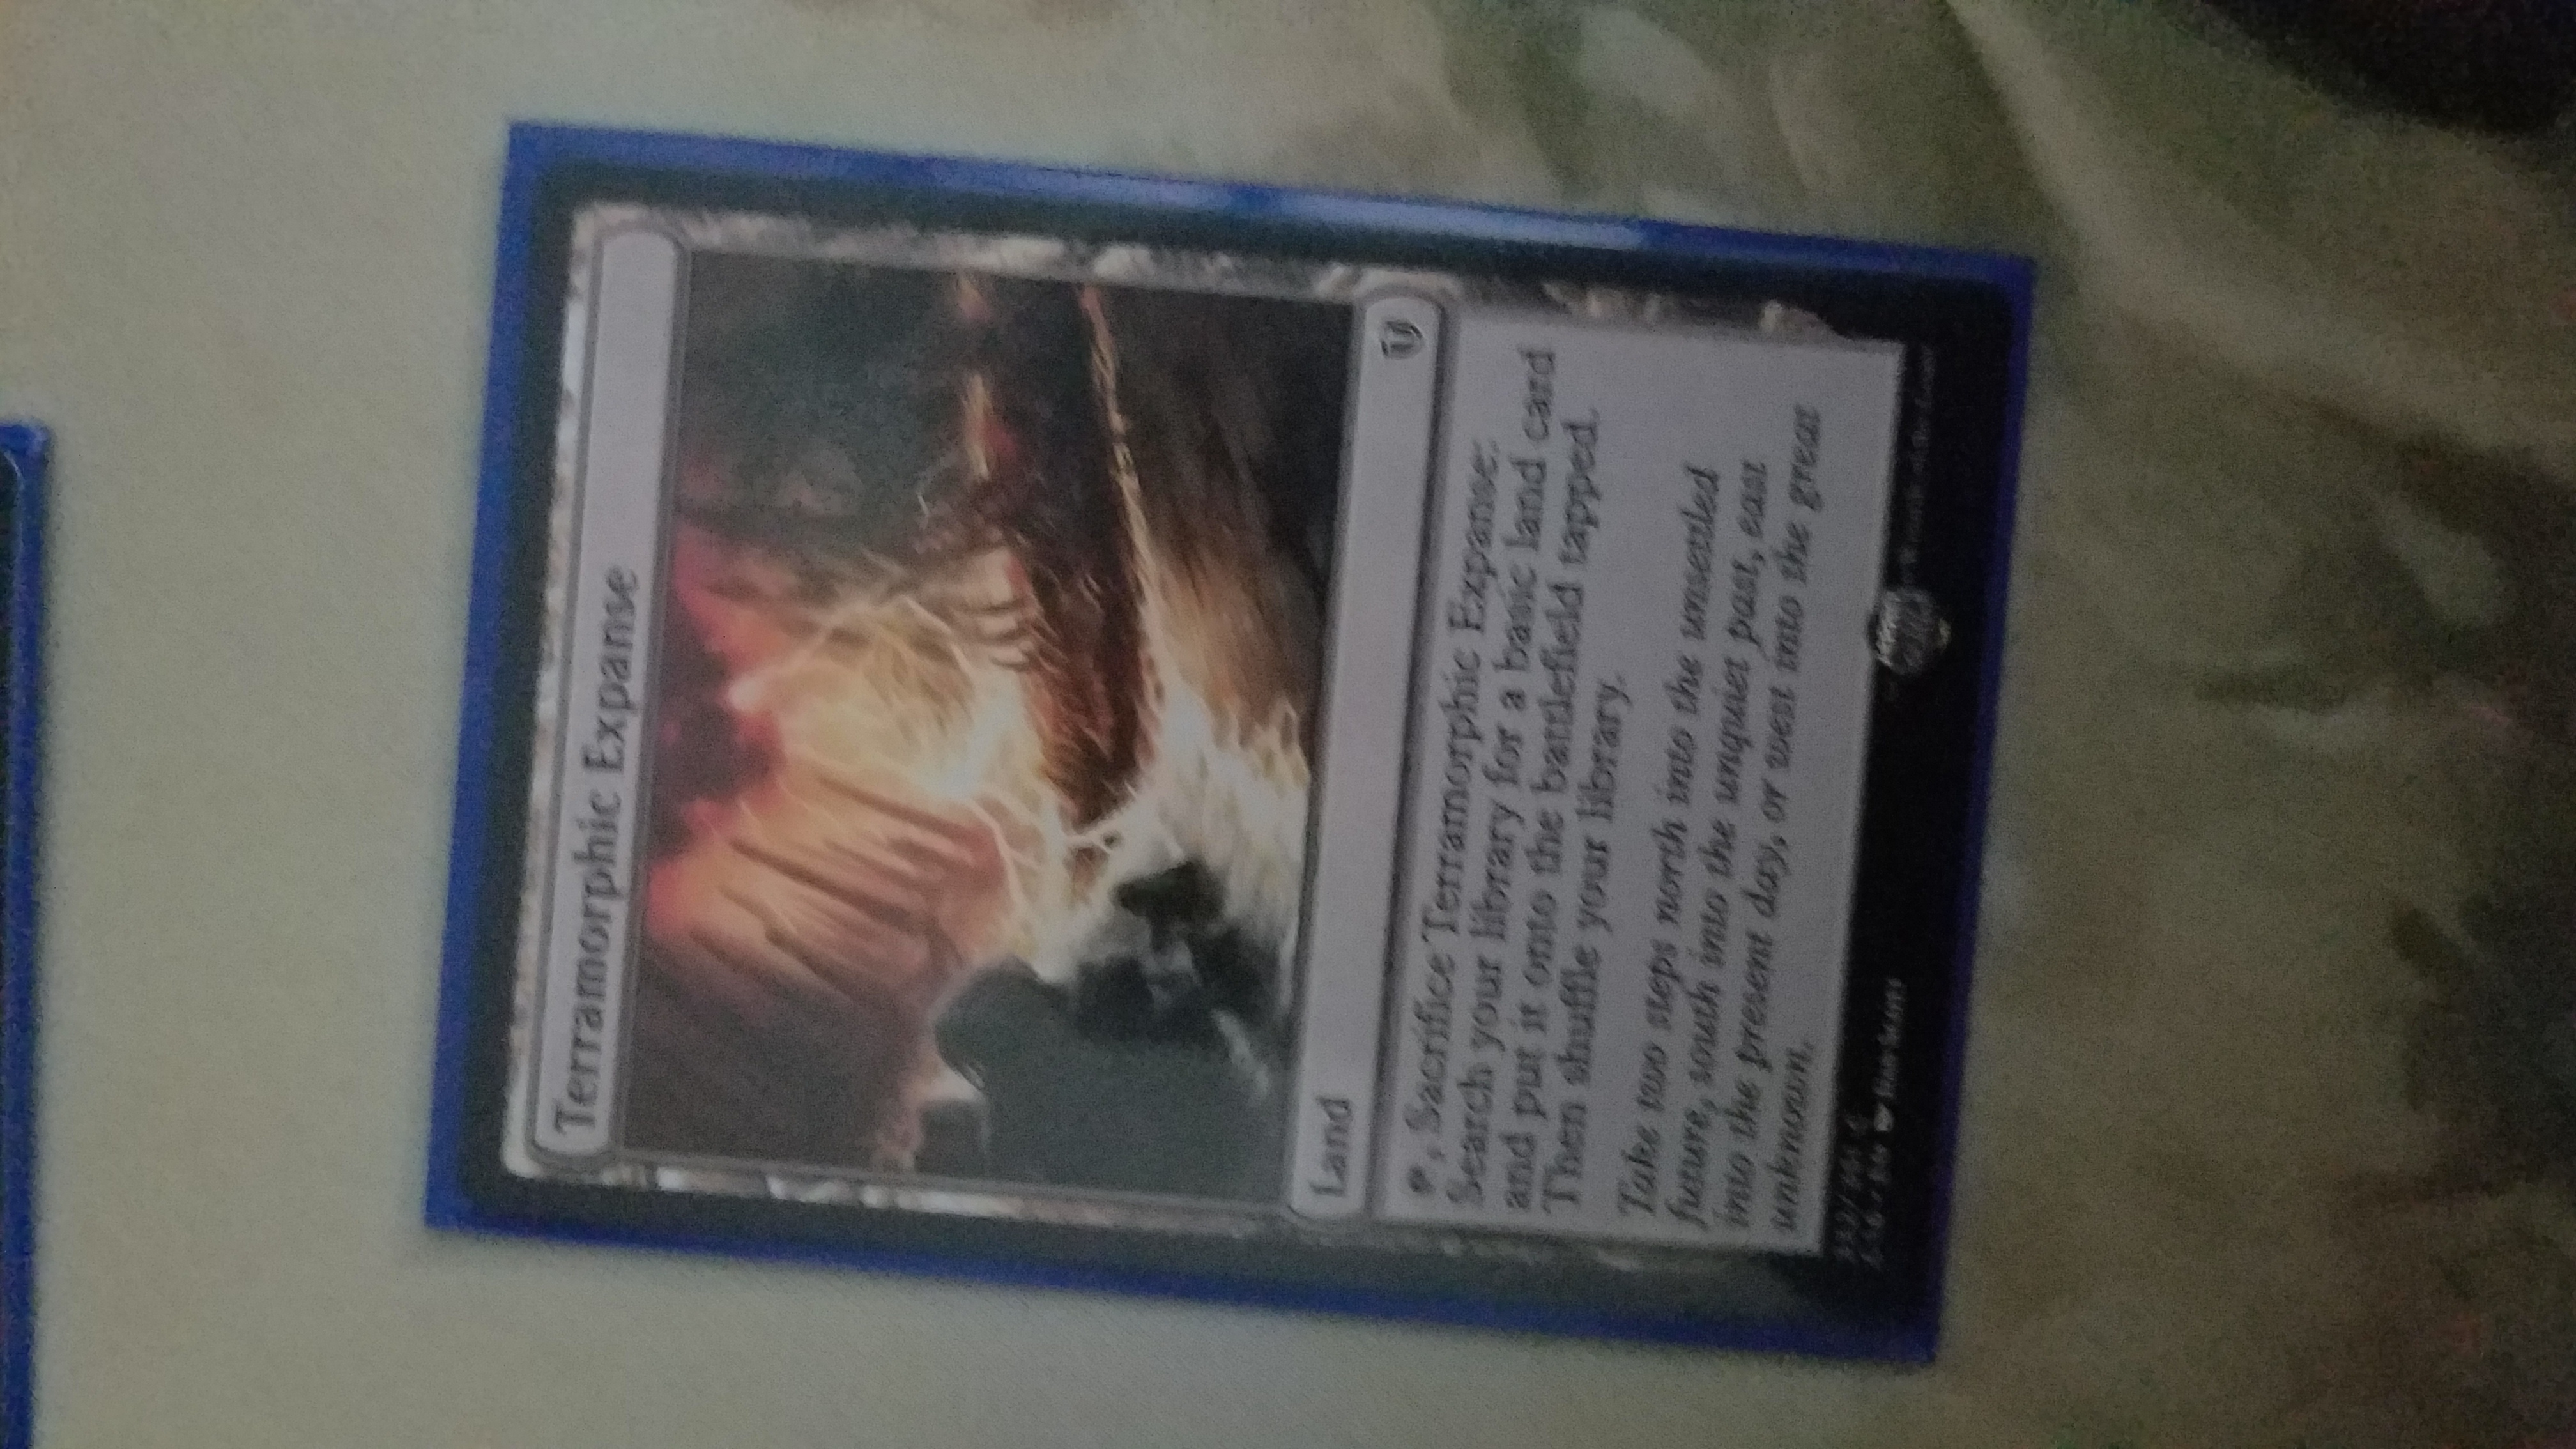 Terramorphic Expanse
Land
, Sacrifice Terramorphic Expanse:
Search your library for a basic land card
and put it onto the battlefield tapped.
Then shuffle your library.
Take two steps north into the unsettled
future, south into the unquiet past, east
into the present day, or west into the great
unknown.